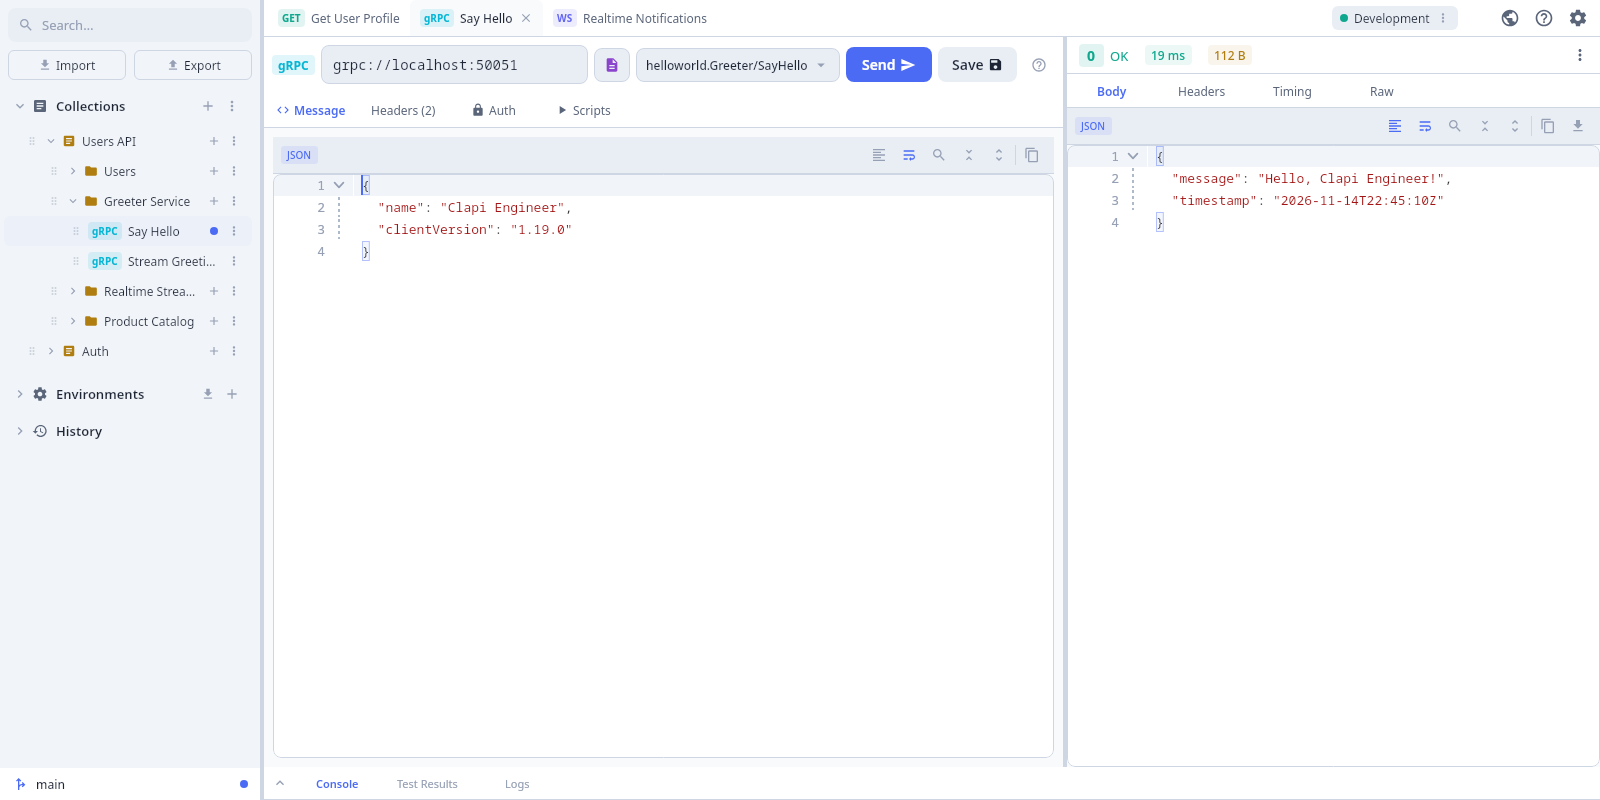 Search...
Import
Export
Collections
Users API
Users
Greeter Service
gRPC Say Hello
gRPC Stream Greeti...
Realtime Strea...
Product Catalog
Auth
Environments
History
main
GET Get User Profile
gRPC Say Hello
WS Realtime Notifications
Development
gRPC
grpc://localhost:50051
helloworld.Greeter/SayHello
Send
Save
Message
Headers (2)
Auth
Scripts
JSON
1 {
2 "name": "Clapi Engineer",
3 "clientVersion": "1.19.0"
4 }
Console
Test Results
Logs
0 OK
19 ms
112 B
Body
Headers
Timing
Raw
JSON
1 {
2 "message": "Hello, Clapi Engineer!",
3 "timestamp": "2026-11-14T22:45:10Z"
4 }